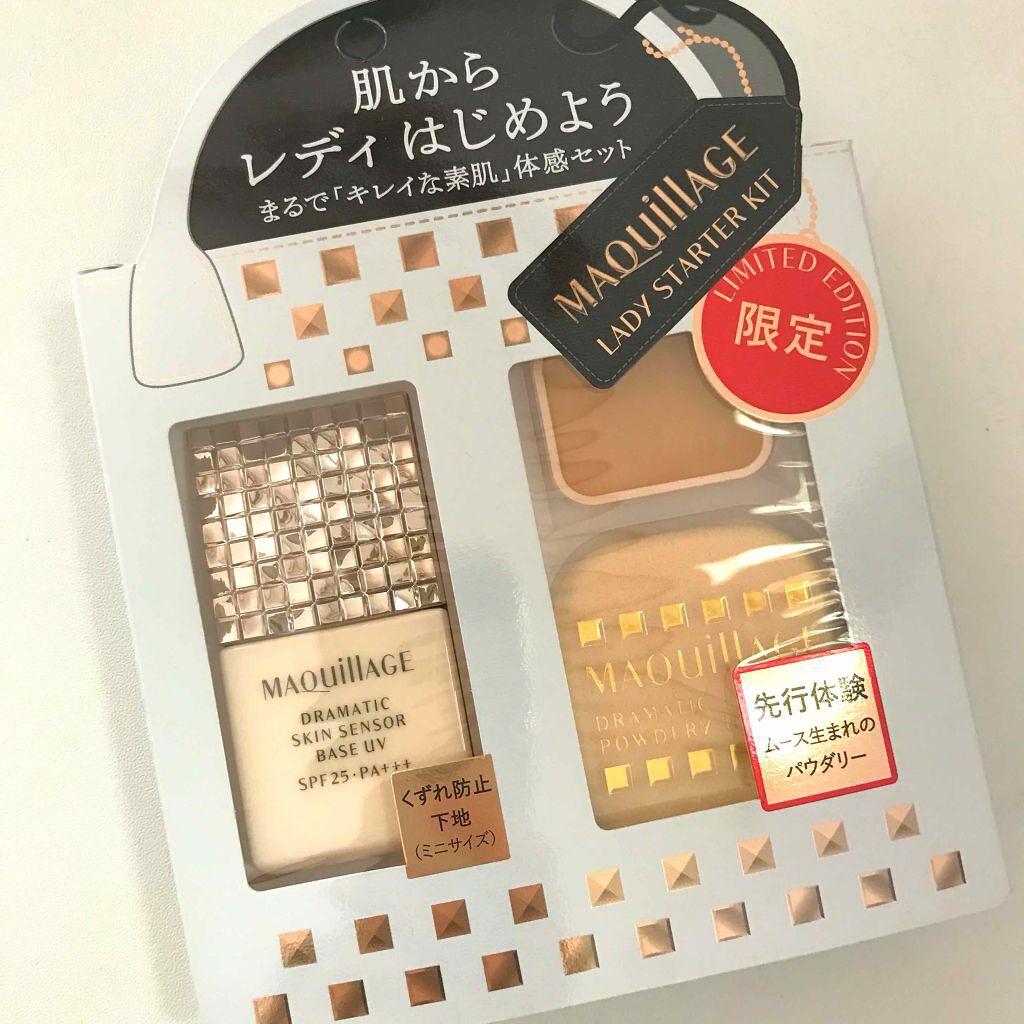 肌から
レディ はじめよう
まるで「キレイな素肌」体感セット
MAQuillAGE
LADY STARTER KIT
LIMITED EDITION
限定
MAQuillAGE
DRAMATIC
SKIN SENSOR
BASE UV
SPF25・PA+++
くずれ防止
下地
(ミニサイズ)
MAQuillAGE
DRAMATIC
POWDERY
先行体験
ムース生まれの
パウダリー